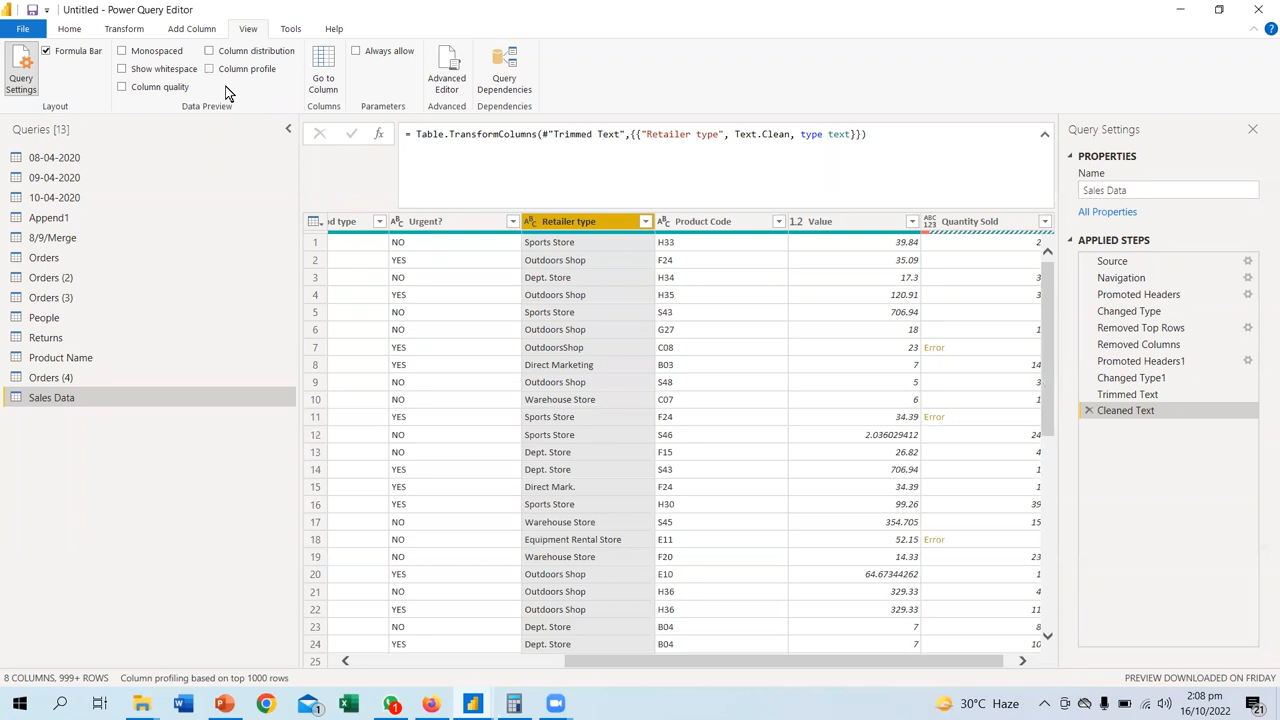 Untitled - Power Query Editor
File Home Transform Add Column View Tools Help
Query Settings
Formula Bar
Layout
Monospaced
Show whitespace
Column quality
Column distribution
Column profile
Data Preview
Go to Column
Columns
Always allow
Parameters
Advanced Editor
Advanced
Query Dependencies
Dependencies
Queries [13]
08-04-2020
09-04-2020
10-04-2020
Append1
8/9/Merge
Orders
Orders (2)
Orders (3)
People
Returns
Product Name
Orders (4)
Sales Data
fx = Table.TransformColumns(#"Trimmed Text",{{"Retailer type", Text.Clean, type text}})
d type ABC Urgent? ABC Retailer type ABC Product Code 1.2 Value ABC 123 Quantity Sold
1 NO Sports Store H33 39.84 2
2 YES Outdoors Shop F24 35.09
3 NO Dept. Store H34 17.3 3
4 YES Outdoors Shop H35 120.91 3
5 NO Sports Store S43 706.94
6 NO Outdoors Shop G27 18 1
7 YES OutdoorsShop C08 23 Error
8 YES Direct Marketing B03 7 14
9 NO Outdoors Shop S48 5 3
10 NO Warehouse Store C07 6 1
11 YES Sports Store F24 34.39 Error
12 NO Sports Store S46 2.036029412 24
13 NO Dept. Store F15 26.82 4
14 YES Dept. Store S43 706.94 1
15 YES Direct Mark. F24 34.39 1
16 NO Sports Store H30 99.26 39
17 NO Warehouse Store S45 354.705 15
18 NO Equipment Rental Store E11 52.15 Error
19 NO Warehouse Store F20 14.33 23
20 YES Outdoors Shop E10 64.67344262 1
21 NO Outdoors Shop H36 329.33 4
22 YES Outdoors Shop H36 329.33 11
23 NO Dept. Store B04 7 8
24 YES Dept. Store B04 7 10
25
Query Settings
PROPERTIES
Name
Sales Data
All Properties
APPLIED STEPS
Source
Navigation
Promoted Headers
Changed Type
Removed Top Rows
Removed Columns
Promoted Headers1
Changed Type1
Trimmed Text
Cleaned Text
8 COLUMNS, 999+ ROWS Column profiling based on top 1000 rows PREVIEW DOWNLOADED ON FRIDAY
30°C Haze
2:08 pm
16/10/2022
21